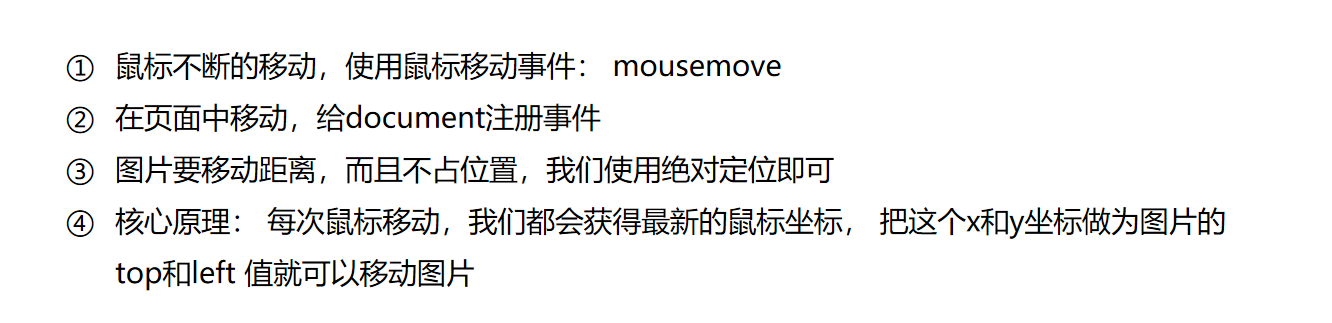 ① 鼠标不断的移动，使用鼠标移动事件： mousemove
② 在页面中移动，给document注册事件
③ 图片要移动距离，而且不占位置，我们使用绝对定位即可
④ 核心原理： 每次鼠标移动，我们都会获得最新的鼠标坐标， 把这个x和y坐标做为图片的
top和left 值就可以移动图片